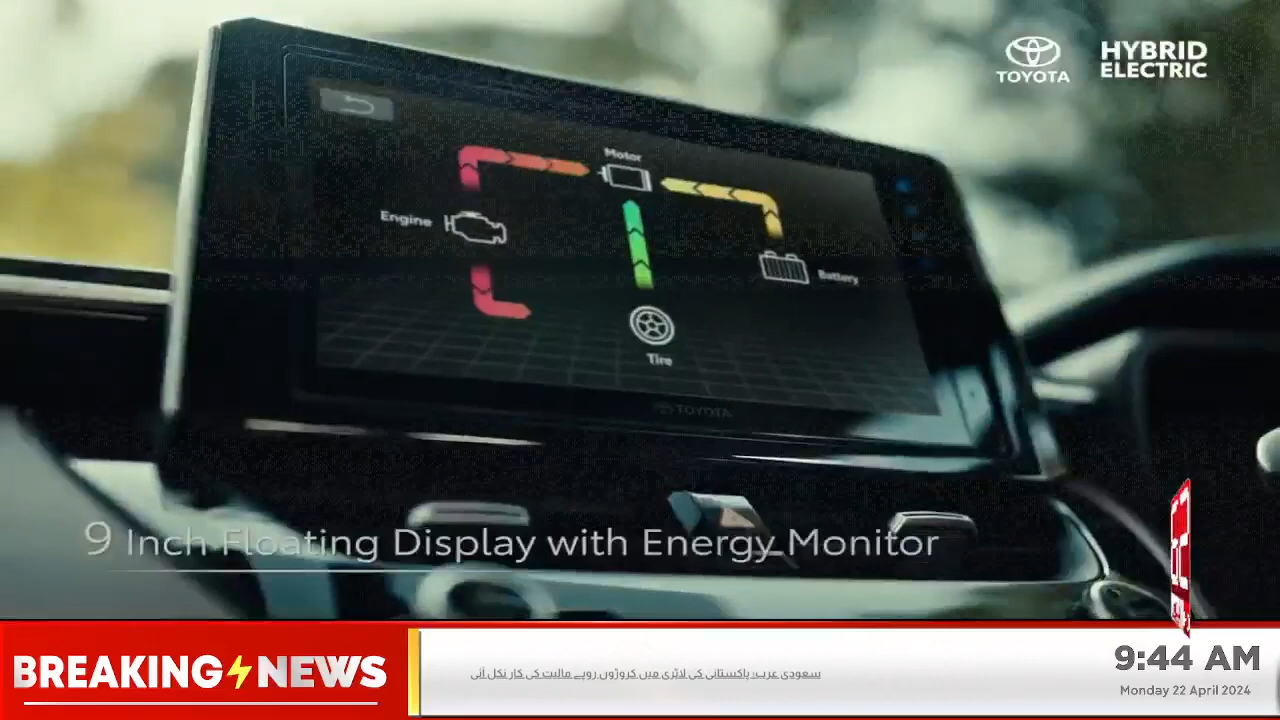 TOYOTA
HYBRID
ELECTRIC
Motor
Engine
Battery
Tire
TOYOTA
9 Inch Floating Display with Energy Monitor
BREAKING NEWS
سعودی عرب: پاکستانی کی لاٹری میں کروڑوں روپے مالیت کی کار نکل آئی
9:44 AM
Monday 22 April 2024